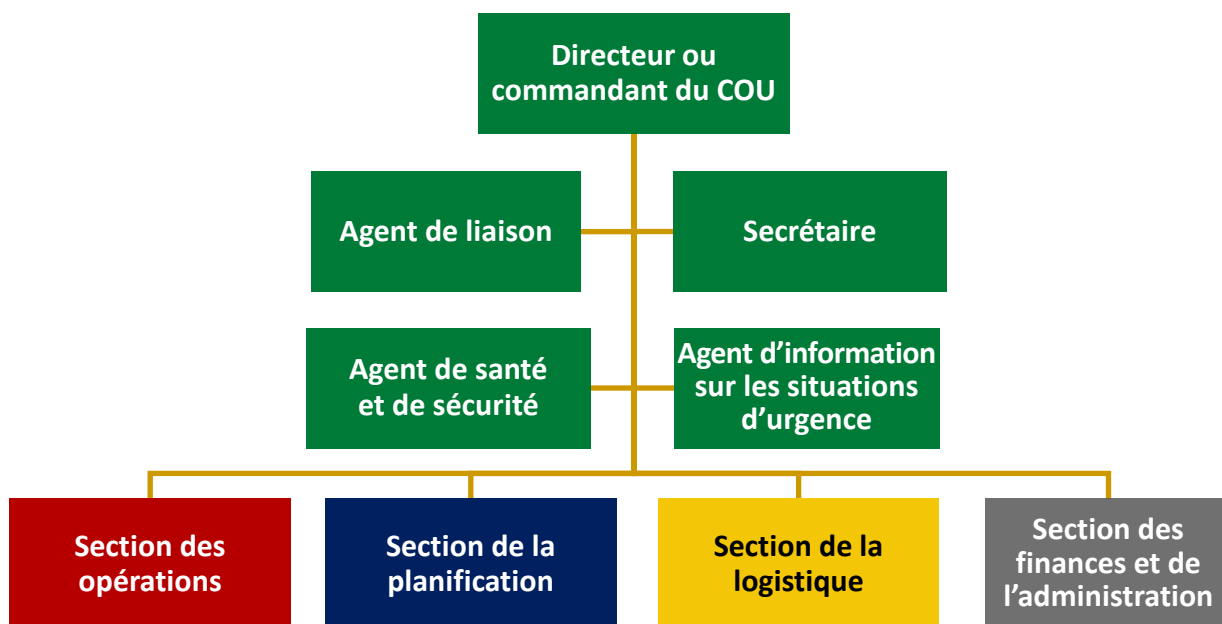 Directeur ou
commandant du COU
Agent de liaison
Secrétaire
Agent de santé
et de sécurité
Agent d’information
sur les situations
d’urgence
Section des
opérations
Section de la
planification
Section de la
logistique
Section des
finances et de
l’administration